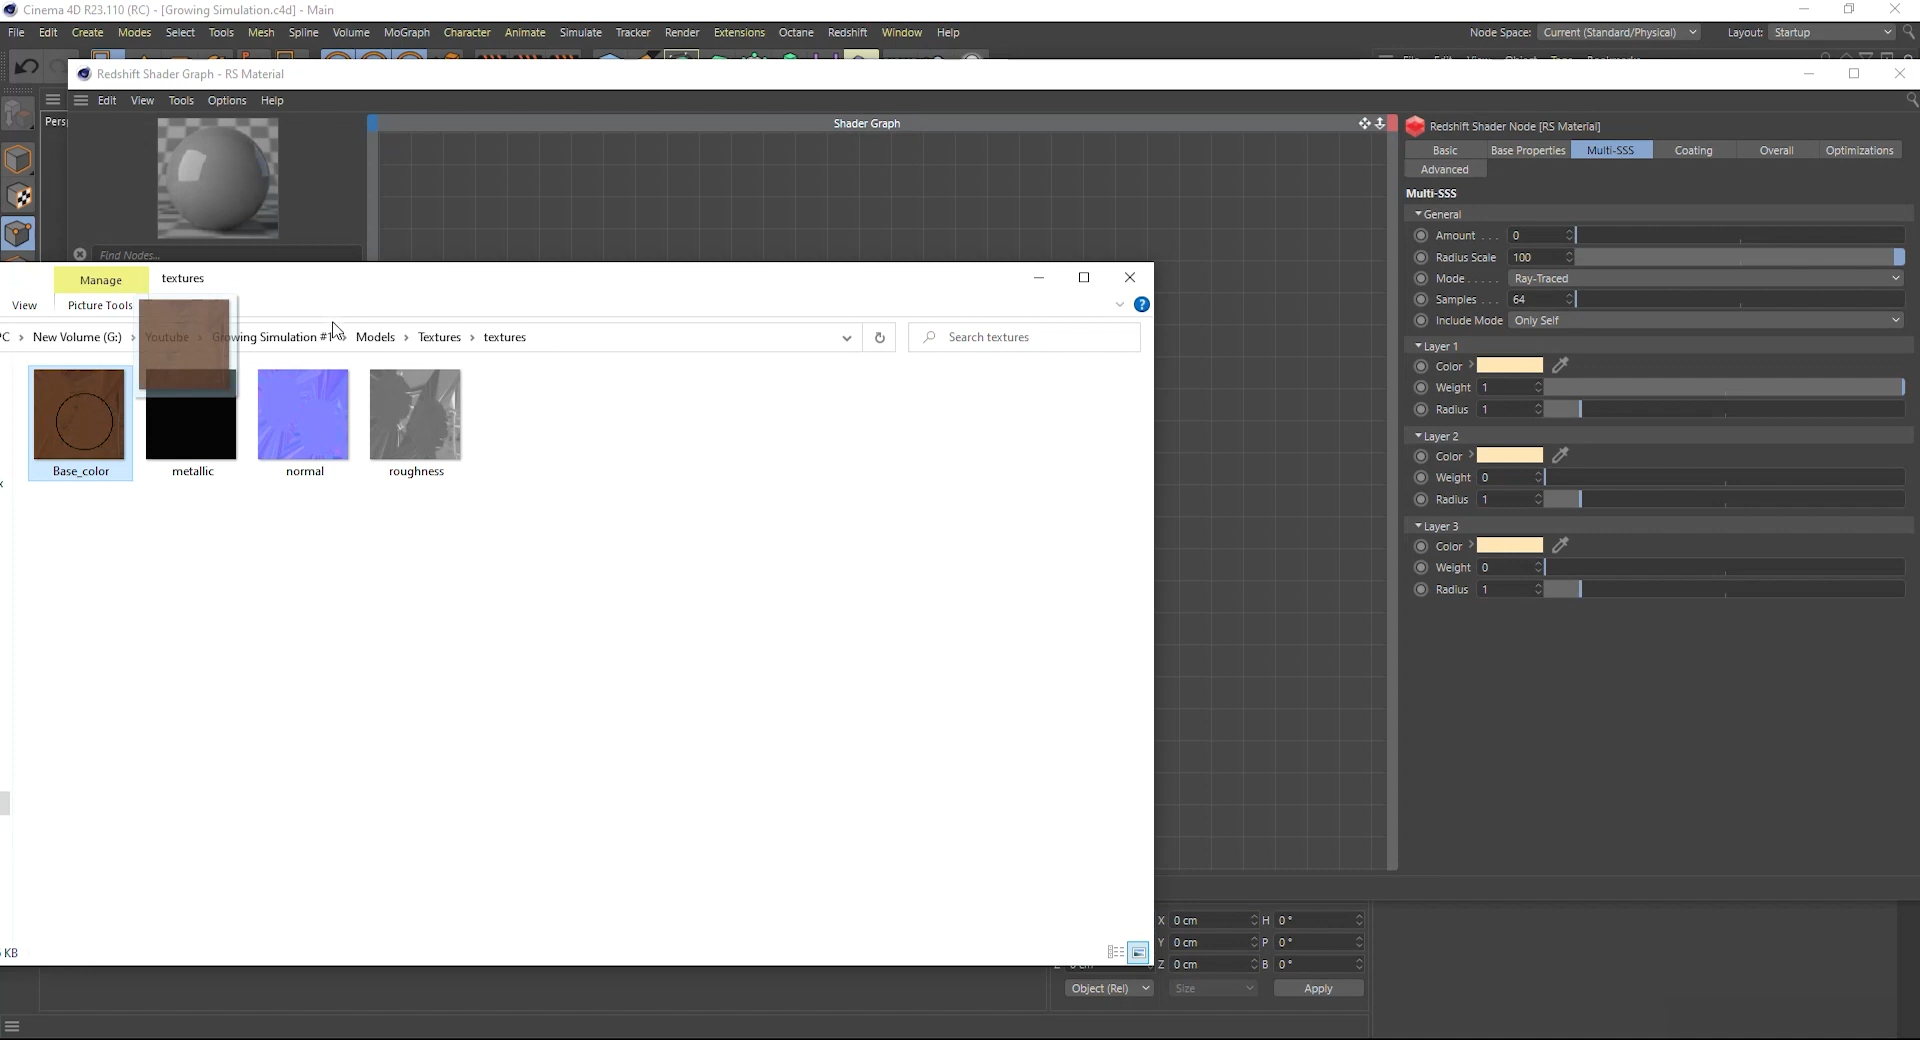 Cinema 4D R23.110 (RC) - [Growing Simulation.c4d] - Main
File Edit Create Modes Select Tools Mesh Spline Volume MoGraph Character Animate Simulate Tracker Render Extensions Octane Redshift Window Help
Node Space: Current (Standard/Physical) Layout: Startup
Redshift Shader Graph - RS Material
Edit View Tools Options Help
Pers
Shader Graph
Find Nodes...
Redshift Shader Node [RS Material]
Basic Base Properties Multi-SSS Coating Overall Optimizations
Advanced
Multi-SSS
General
Amount . . . 0
Radius Scale 100
Mode. . . . . Ray-Traced
Samples . . . 64
Include Mode Only Self
Layer 1
Color
Weight 1
Radius 1
Layer 2
Color
Weight 0
Radius 1
Layer 3
Color
Weight 0
Radius 1
Manage textures
View Picture Tools
PC > New Volume (G:) > Youtube > Growing Simulation #1 > Models > Textures > textures
Search textures
Base_color metallic normal roughness
KB
X 0 cm H 0 °
Y 0 cm P 0 °
Z 0 cm B 0 °
Object (Rel) Size Apply